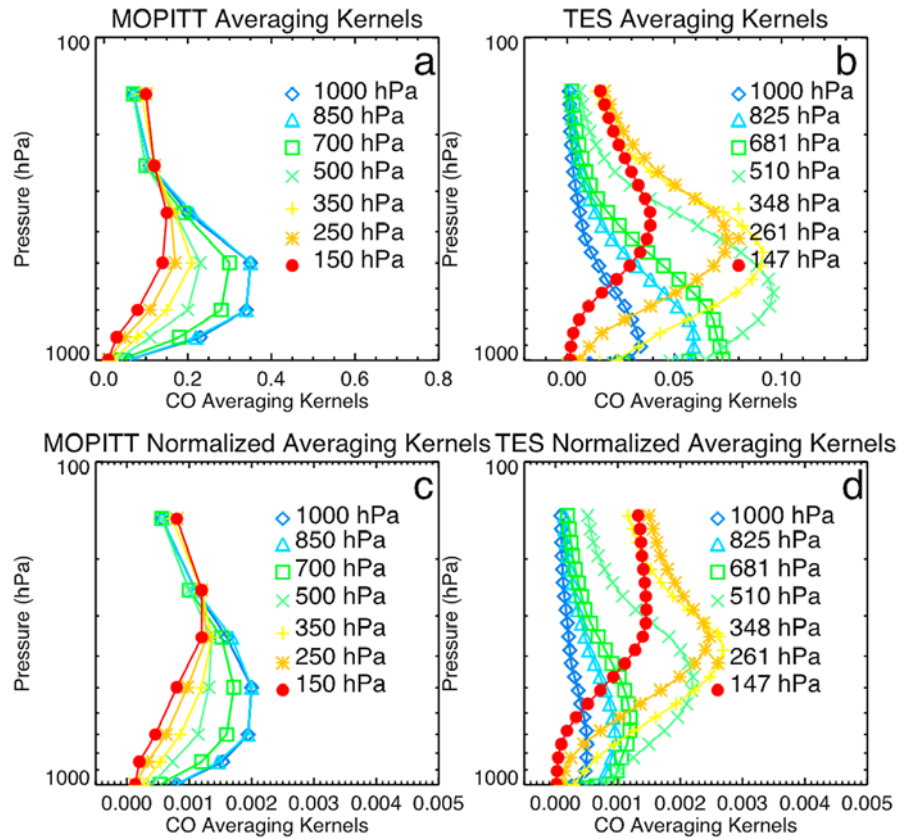 MOPITT Averaging Kernels
100
a
1000 hPa
850 hPa
700 hPa
500 hPa
350 hPa
250 hPa
150 hPa
Pressure (hPa)
1000
0.0 0.2 0.4 0.6 0.8
CO Averaging Kernels
TES Averaging Kernels
100
b
1000 hPa
825 hPa
681 hPa
510 hPa
348 hPa
261 hPa
147 hPa
Pressure (hPa)
1000
0.00 0.05 0.10
CO Averaging Kernels
MOPITT Normalized Averaging Kernels
100
c
1000 hPa
850 hPa
700 hPa
500 hPa
350 hPa
250 hPa
150 hPa
Pressure (hPa)
1000
0.000 0.001 0.002 0.003 0.004 0.005
CO Averaging Kernels
TES Normalized Averaging Kernels
100
d
1000 hPa
825 hPa
681 hPa
510 hPa
348 hPa
261 hPa
147 hPa
Pressure (hPa)
1000
0.000 0.001 0.002 0.003 0.004 0.005
CO Averaging Kernels